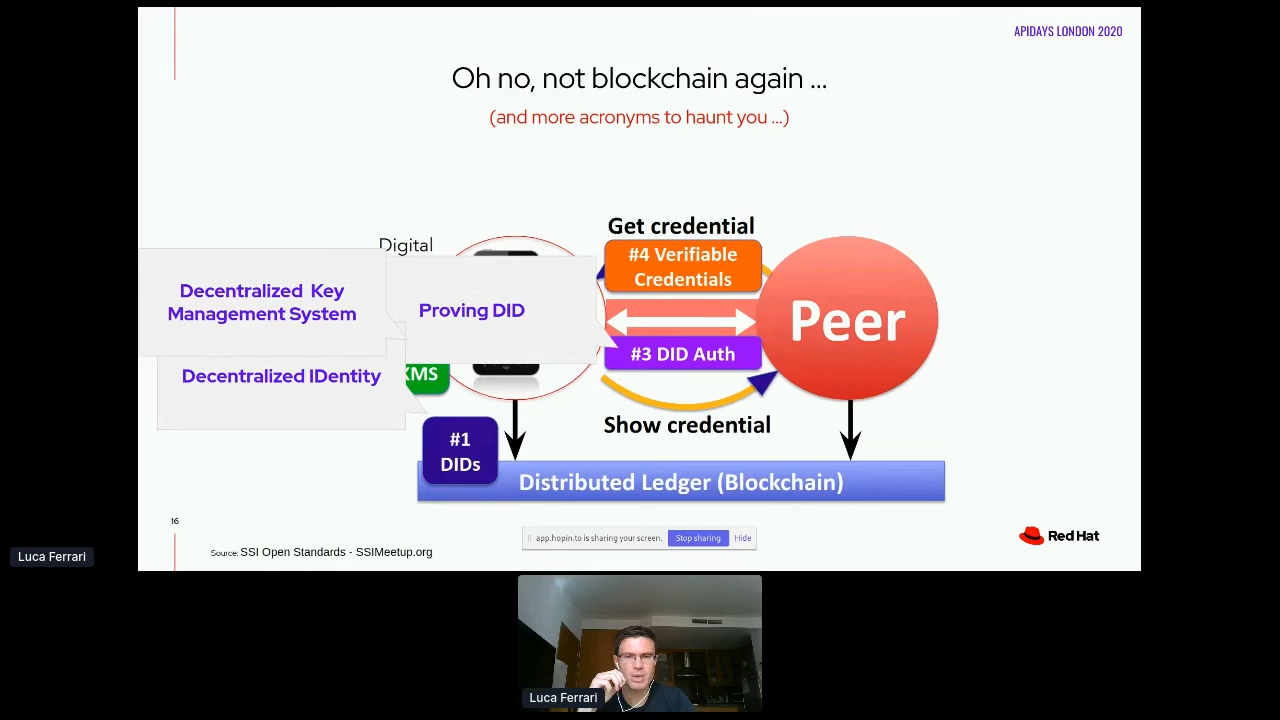 APIDAYS LONDON 2020
Oh no, not blockchain again ...
(and more acronyms to haunt you ...)
Get credential
Digital
#4 Verifiable
Credentials
Decentralized Key
Management System
Proving DID
Peer
#3 DID Auth
KMS
Decentralized IDentity
Show credential
#1
DIDs
Distributed Ledger (Blockchain)
16
app.hopin.to is sharing your screen.
Stop sharing
Hide
Red Hat
Source: SSI Open Standards - SSIMeetup.org
Luca Ferrari
Luca Ferrari